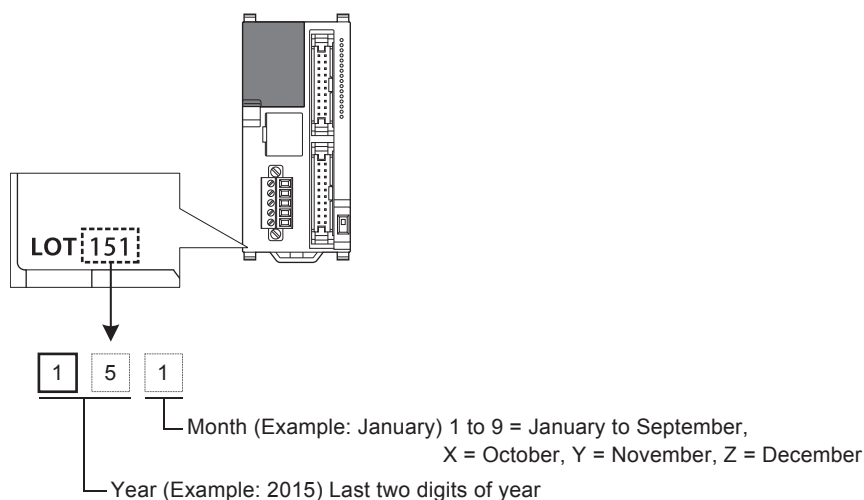 LOT 151
1 5 1
Month (Example: January) 1 to 9 = January to September,
X = October, Y = November, Z = December
Year (Example: 2015) Last two digits of year